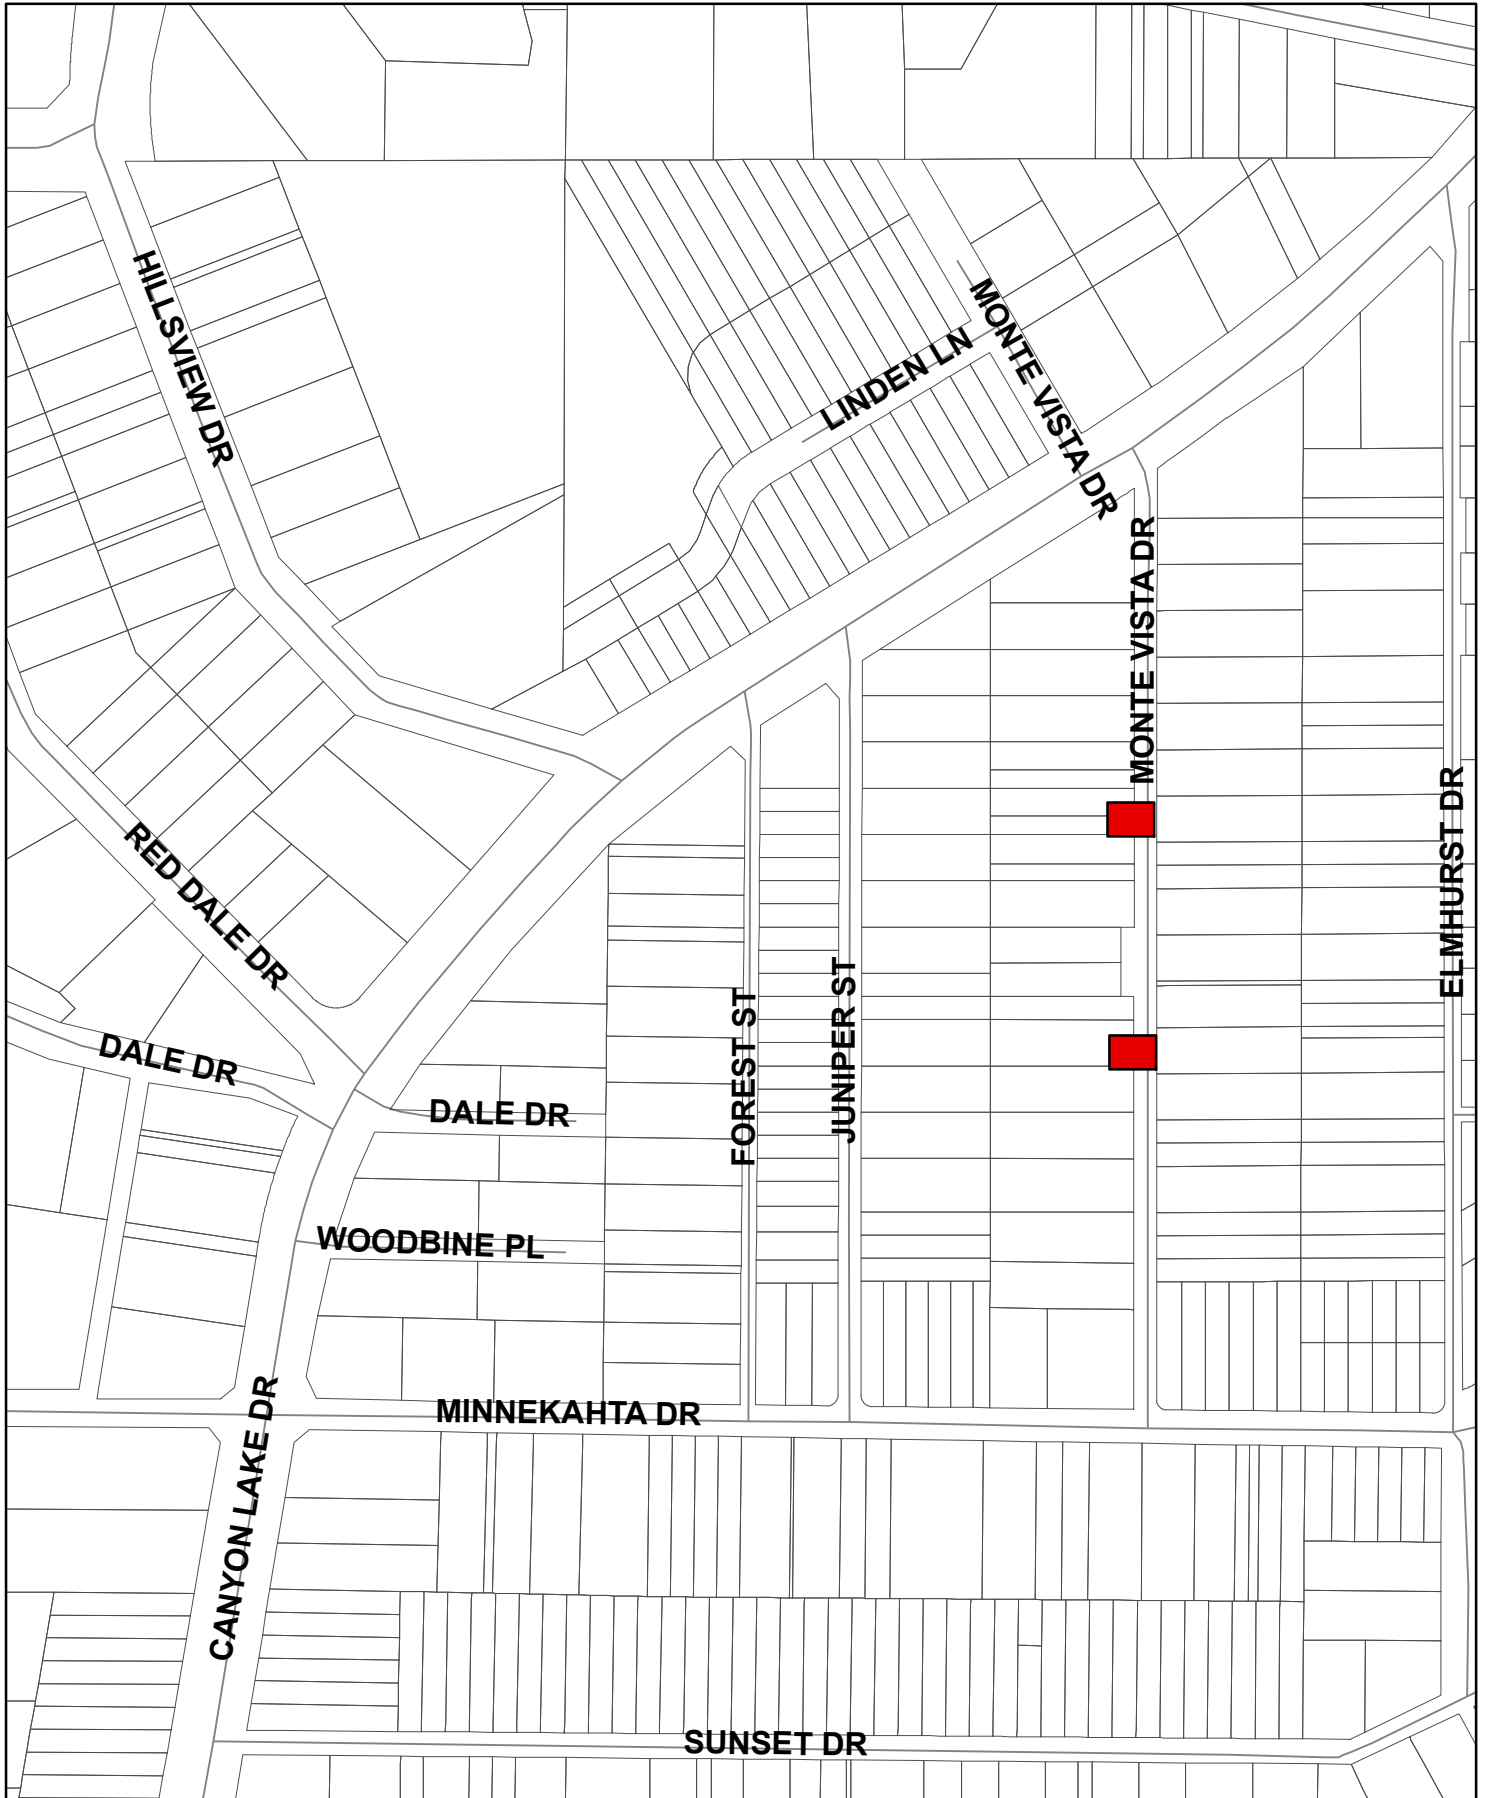 HILLSVIEW DR
MONTE VISTA DR
LINDEN LN
MONTE VISTA DR
ELMHURST DR
RED DALE DR
JUNIPER ST
FOREST ST
DALE DR
DALE DR
WOODBINE PL
MINNEKAHTA DR
CANYON LAKE DR
SUNSET DR